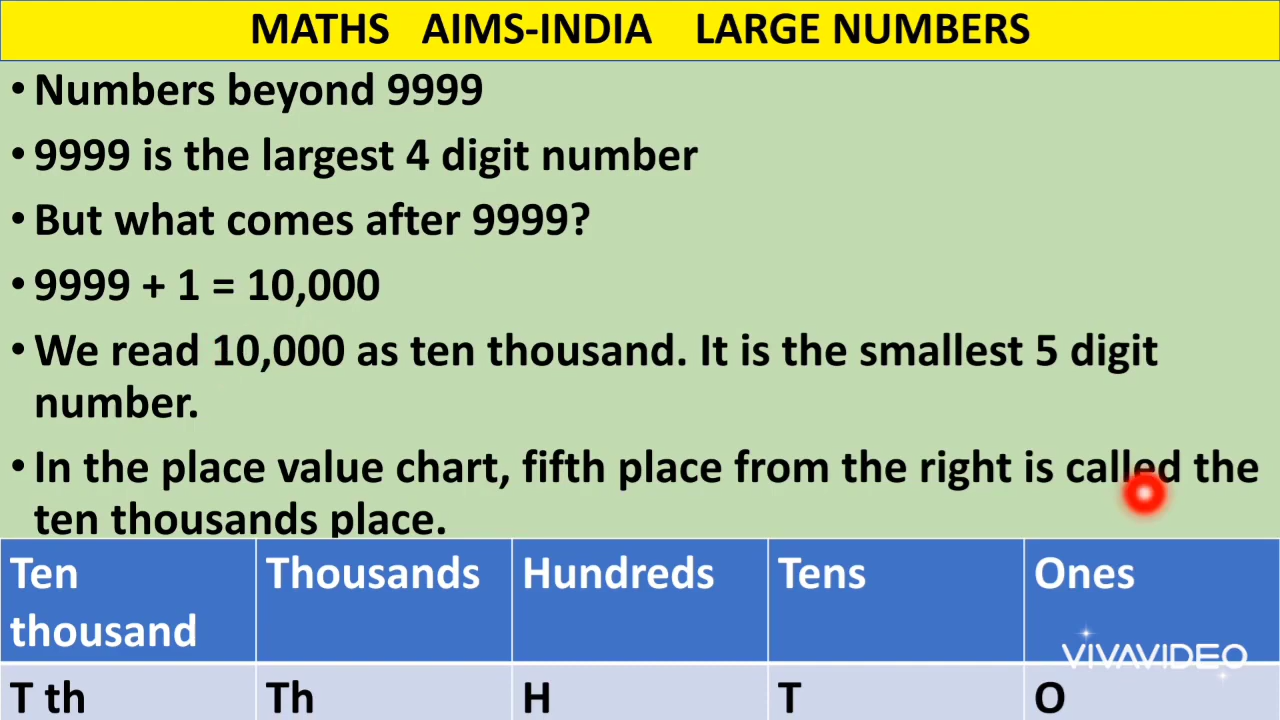 MATHS AIMS-INDIA LARGE NUMBERS
• Numbers beyond 9999
• 9999 is the largest 4 digit number
• But what comes after 9999?
• 9999 + 1 = 10,000
• We read 10,000 as ten thousand. It is the smallest 5 digit
number.
• In the place value chart, fifth place from the right is called the
ten thousands place.
Ten thousand Thousands Hundreds Tens Ones
VIVAVIDEO
T th Th H T O